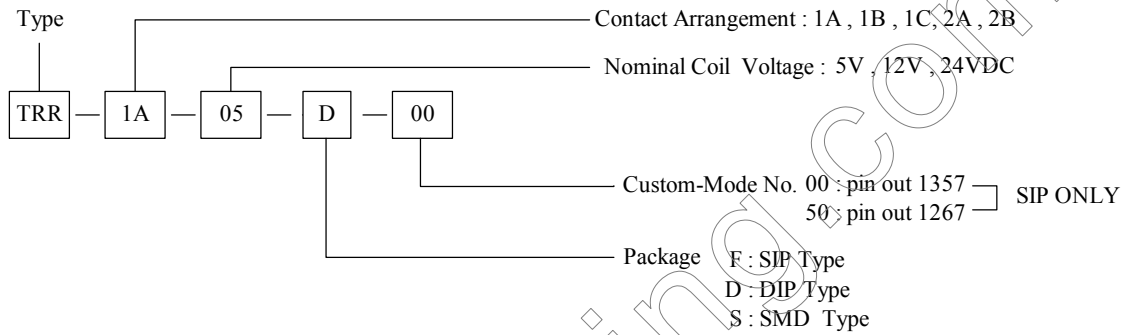 Type
Contact Arrangement : 1A , 1B , 1C, 2A , 2B
Nominal Coil Voltage : 5V , 12V , 24VDC
TRR — 1A — 05 — D — 00
Custom-Mode No. 00 : pin out 1357
50 : pin out 1267
SIP ONLY
Package F : SIP Type
D : DIP Type
S : SMD Type
ing.com